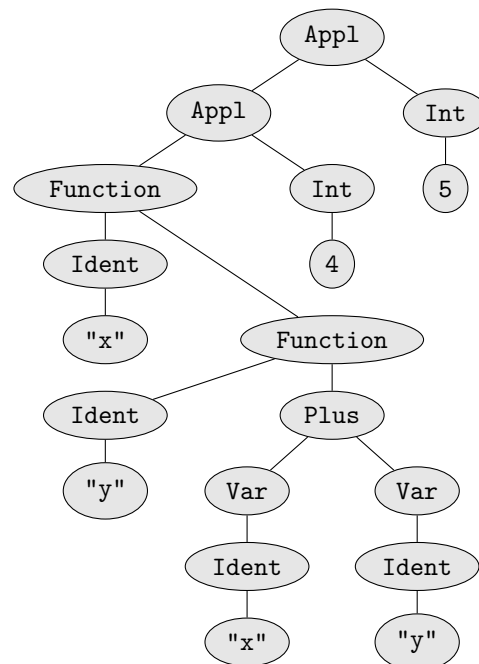 Appl
Appl Int
Function Int 5
Ident 4
"x" Function
Ident Plus
"y" Var Var
Ident Ident
"x" "y"